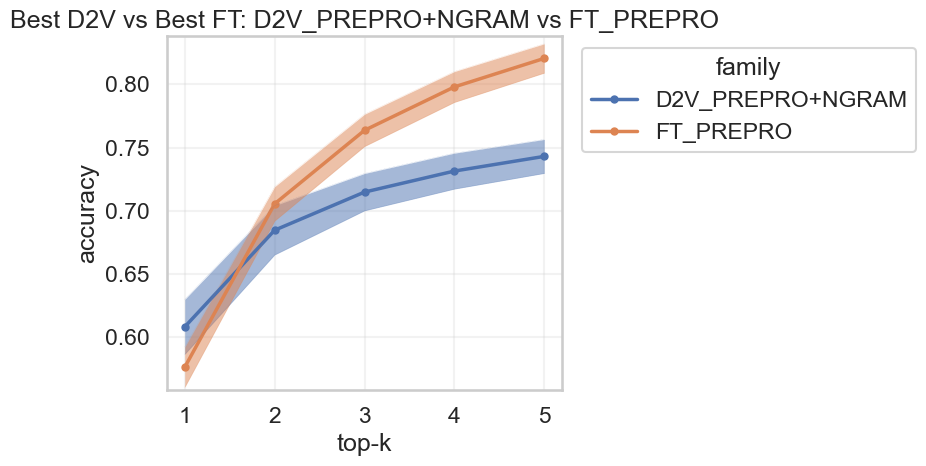 Best D2V vs Best FT: D2V_PREPRO+NGRAM vs FT_PREPRO
family
D2V_PREPRO+NGRAM
FT_PREPRO
accuracy
0.80
0.75
0.70
0.65
0.60
1 2 3 4 5
top-k